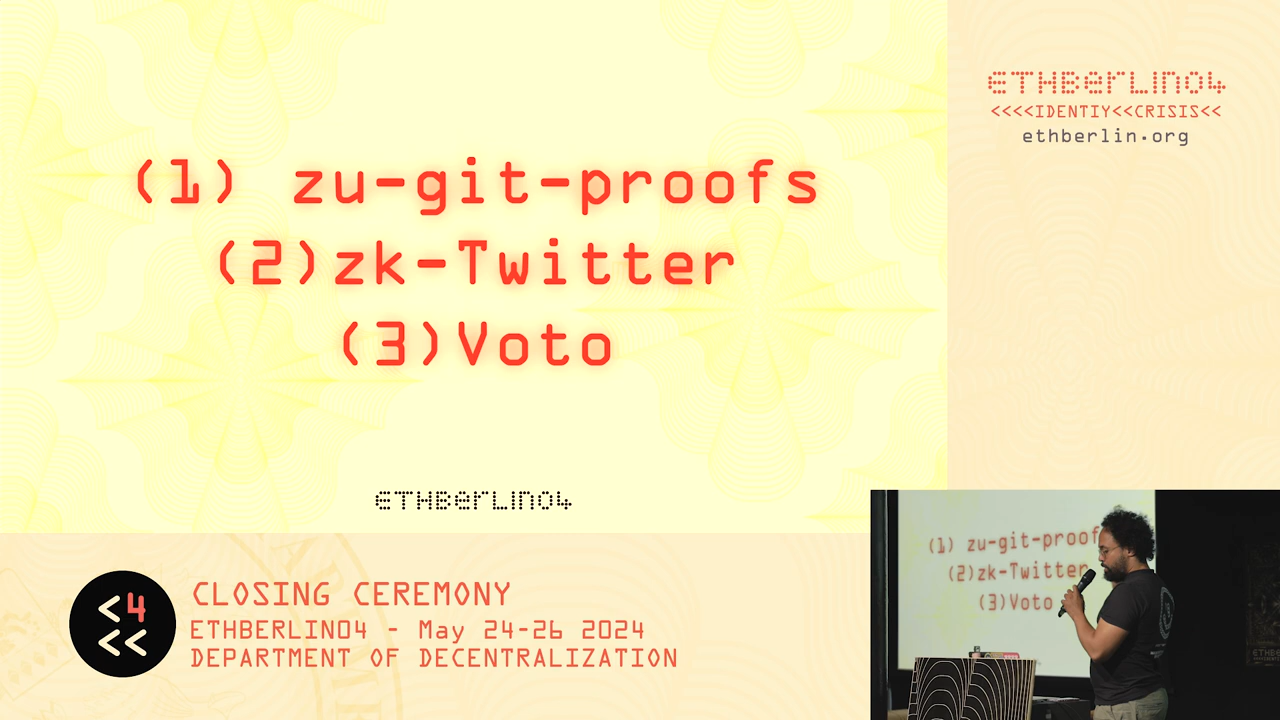 (1) zu-git-proofs
(2)zk-Twitter
(3)Voto
ETHBerlin04
ETHBerlin04
<<<<IDENTIY<<CRISIS<<
ethberlin.org
<4
<<
CLOSING CEREMONY
ETHBERLIN04 - May 24-26 2024
DEPARTMENT OF DECENTRALIZATION
(1) zu-git-proof
(2)zk-Twitter
(3)Voto